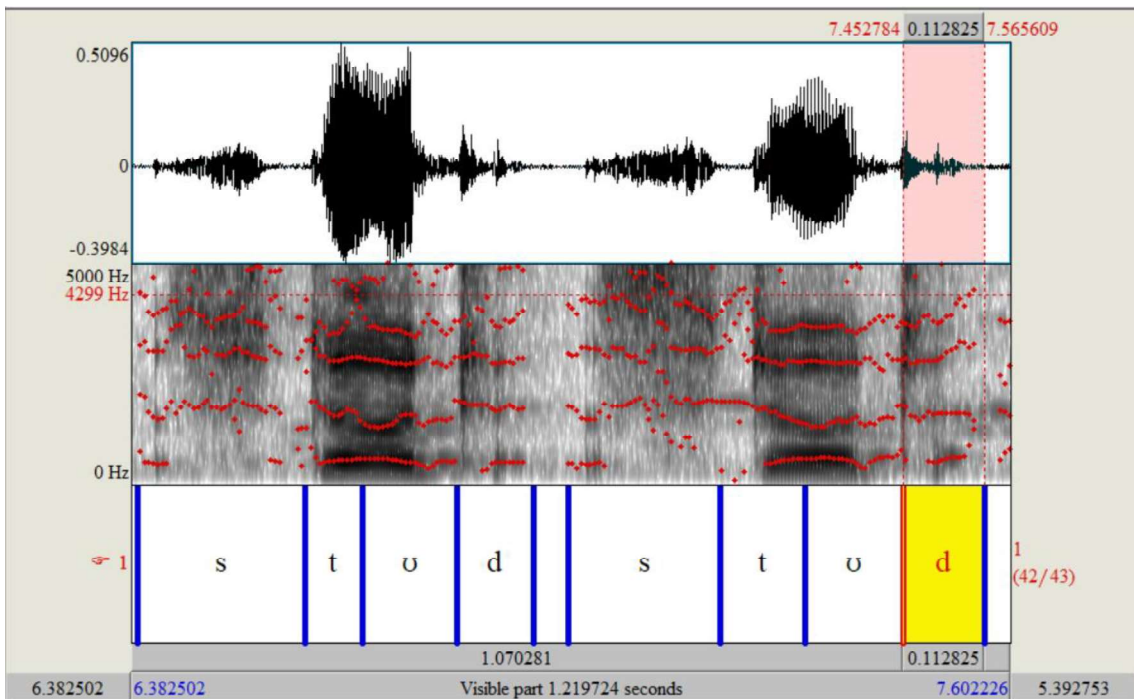 7.452784 0.112825 7.565609
0.5096
0
-0.3984
5000 Hz
4299 Hz
0 Hz
☞ 1 s t ʊ d s t ʊ d 1
(42/43)
1.070281 0.112825
6.382502 6.382502 Visible part 1.219724 seconds 7.602226 5.392753